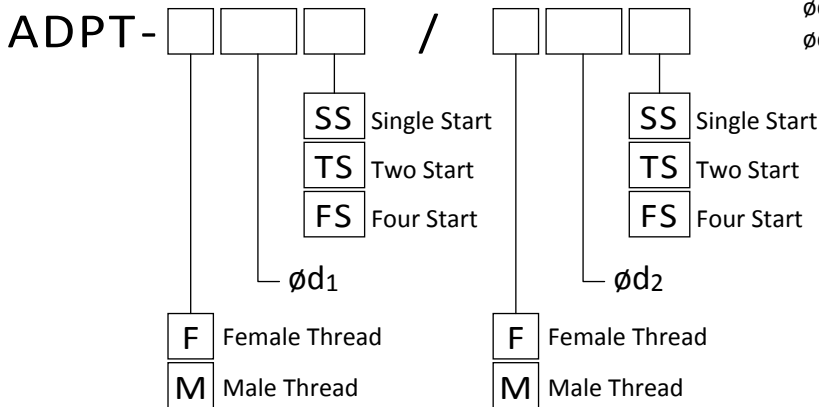 ADPT- /
SS Single Start SS Single Start
TS Two Start TS Two Start
FS Four Start FS Four Start
ød1 ød2
F Female Thread F Female Thread
M Male Thread M Male Thread